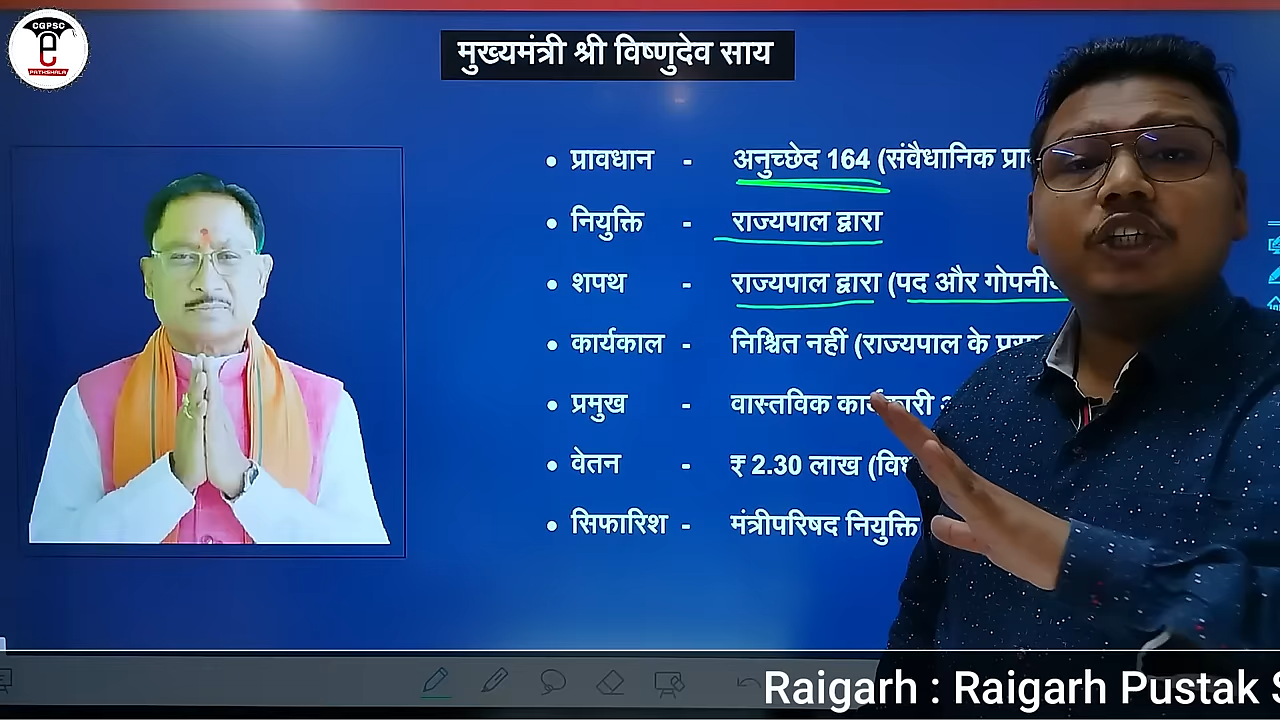 CGPSC
e
PATHSHALA
मुख्यमंत्री श्री विष्णुदेव साय
• प्रावधान - अनुच्छेद 164 (संवैधानिक
• नियुक्ति - राज्यपाल द्वारा
• शपथ - राज्यपाल द्वारा (पद और
• कार्यकाल - निश्चित नहीं (राज्यपाल के
• प्रमुख - वास्तविक
• वेतन - ₹ 2.30 लाख
• सिफारिश - मंत्रीपरिषद नियुक्ति
Raigarh : Raigarh Pustak